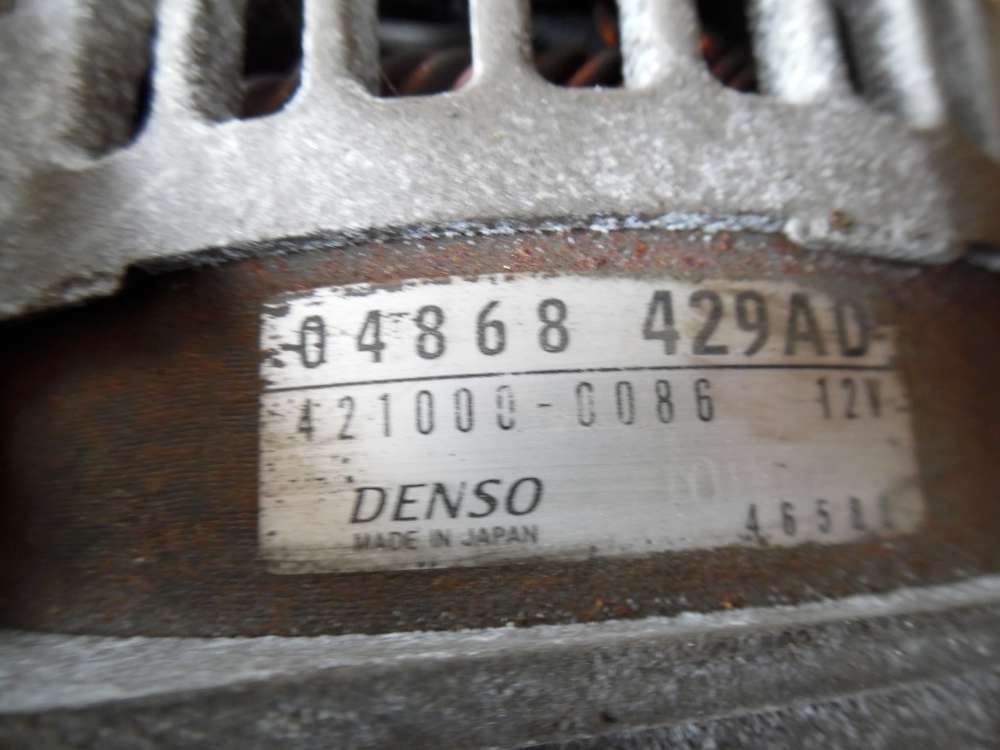 04868 429AD
421000-0086 12V
DENSO
MADE IN JAPAN